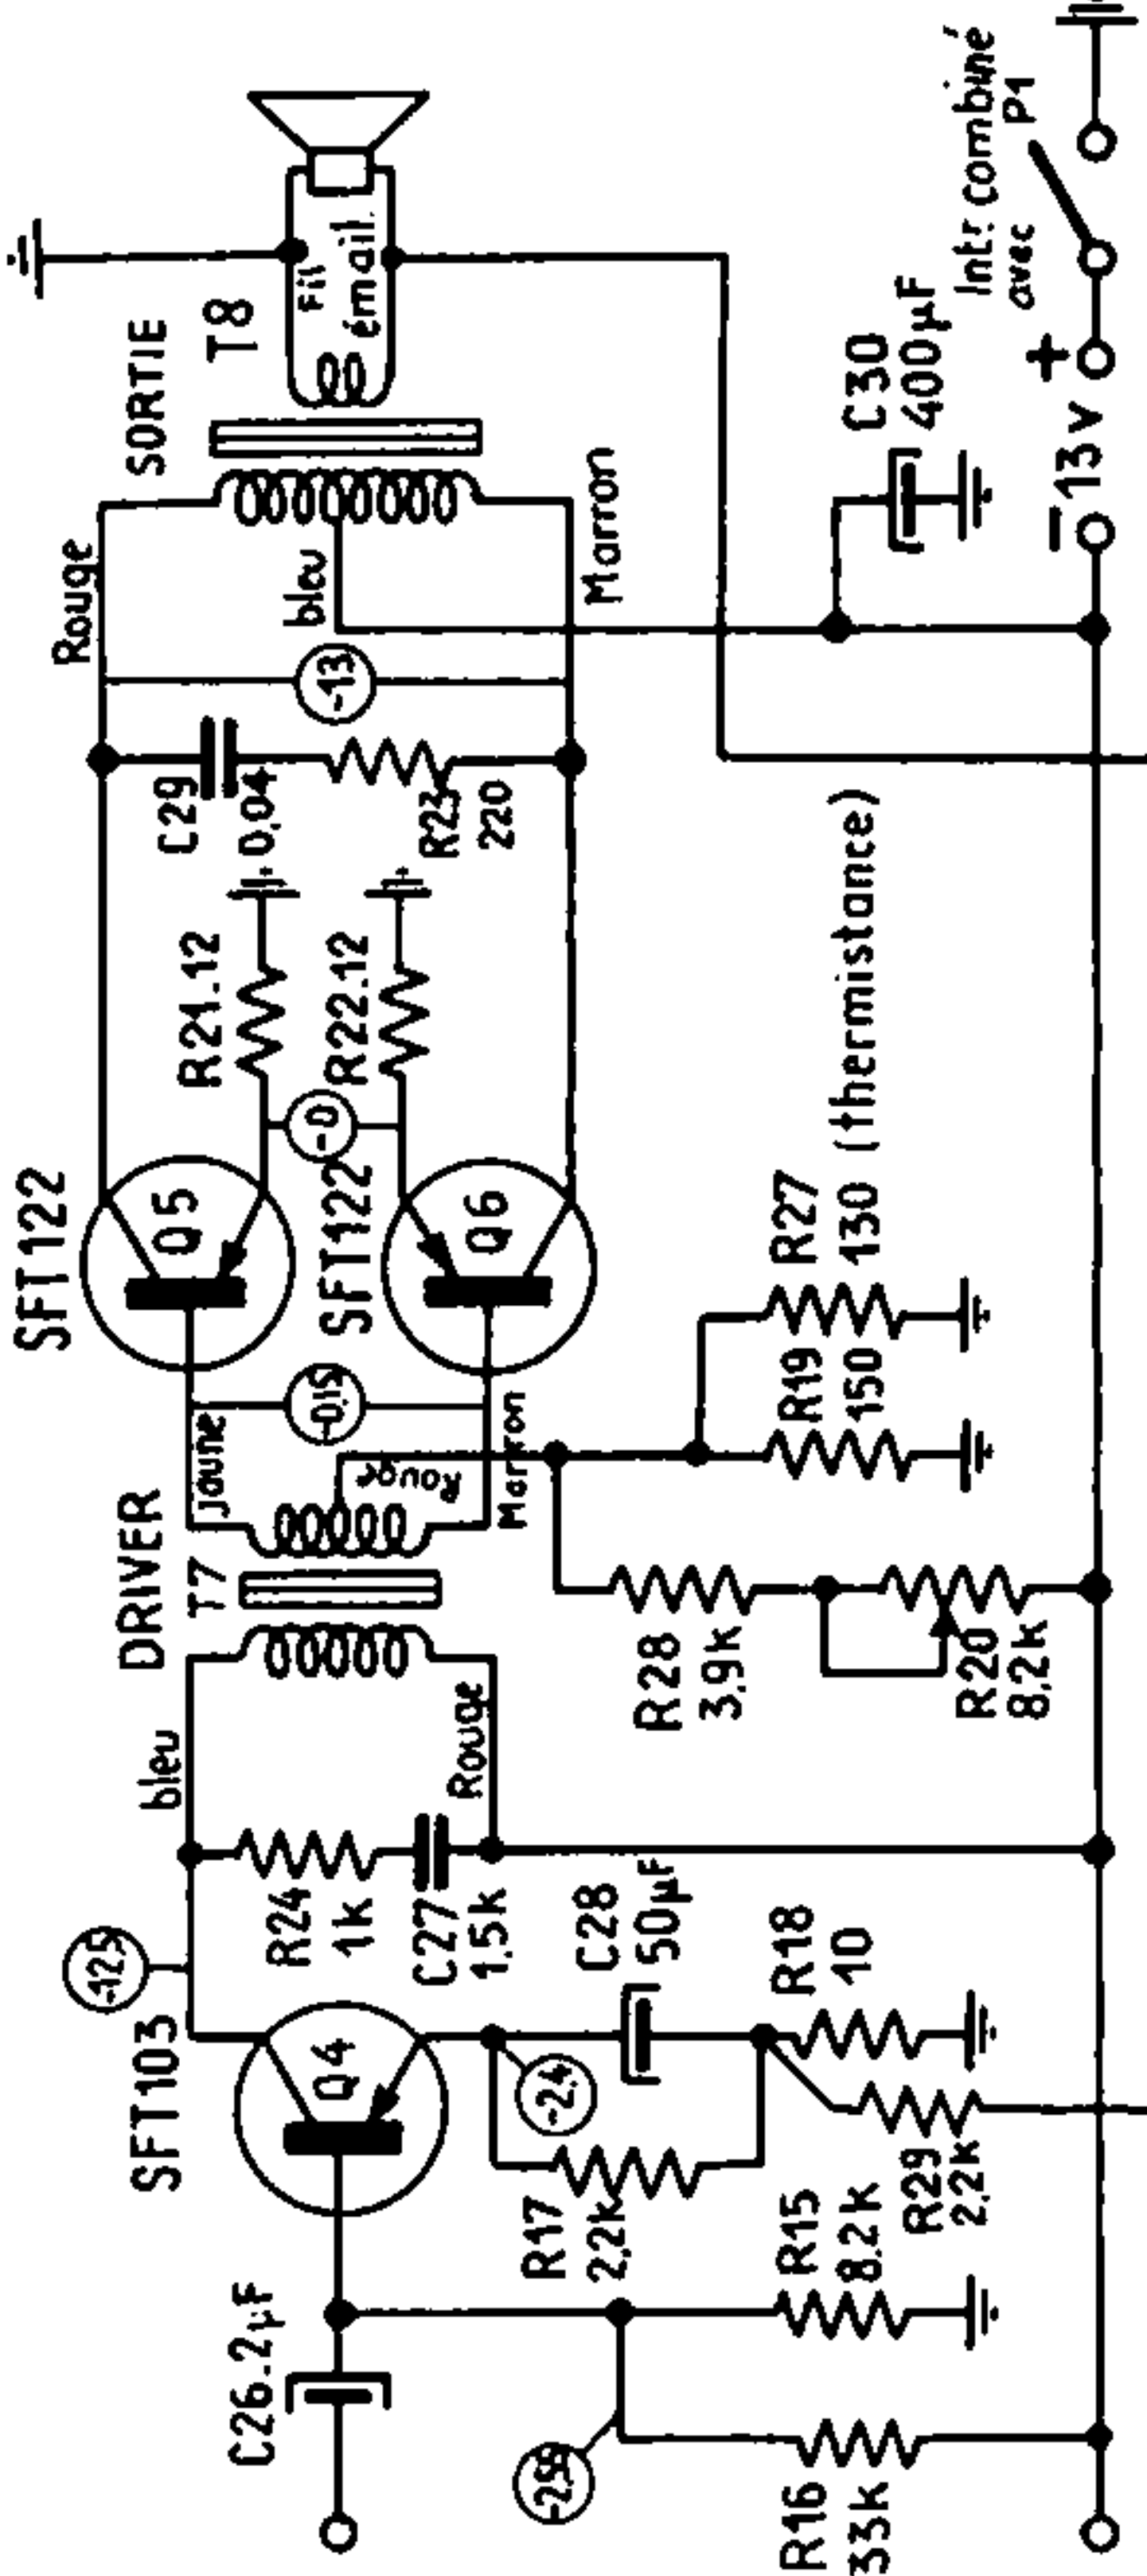 SFT103
Q4
-12,5
C26.2µF
-2,4
R17
2,2k
R16
33k
R15
8.2k
R29
2,2k
R18
10
C28
50µF
R24
1k
C27
1,5k
bleu
Rouge
DRIVER
T7
jaune
Rouge
Marron
-0,15
R28
3,9k
R20
8,2k
R19
150
R27
130 (thermistance)
SFT122
Q5
SFT122
Q6
-0
R21.12
R22.12
C29
0,04
R23
220
-13
Rouge
bleu
Marron
SORTIE
T8
Fil
émail.
C30
400µF
- 13v +
Intr combiné
avec P1